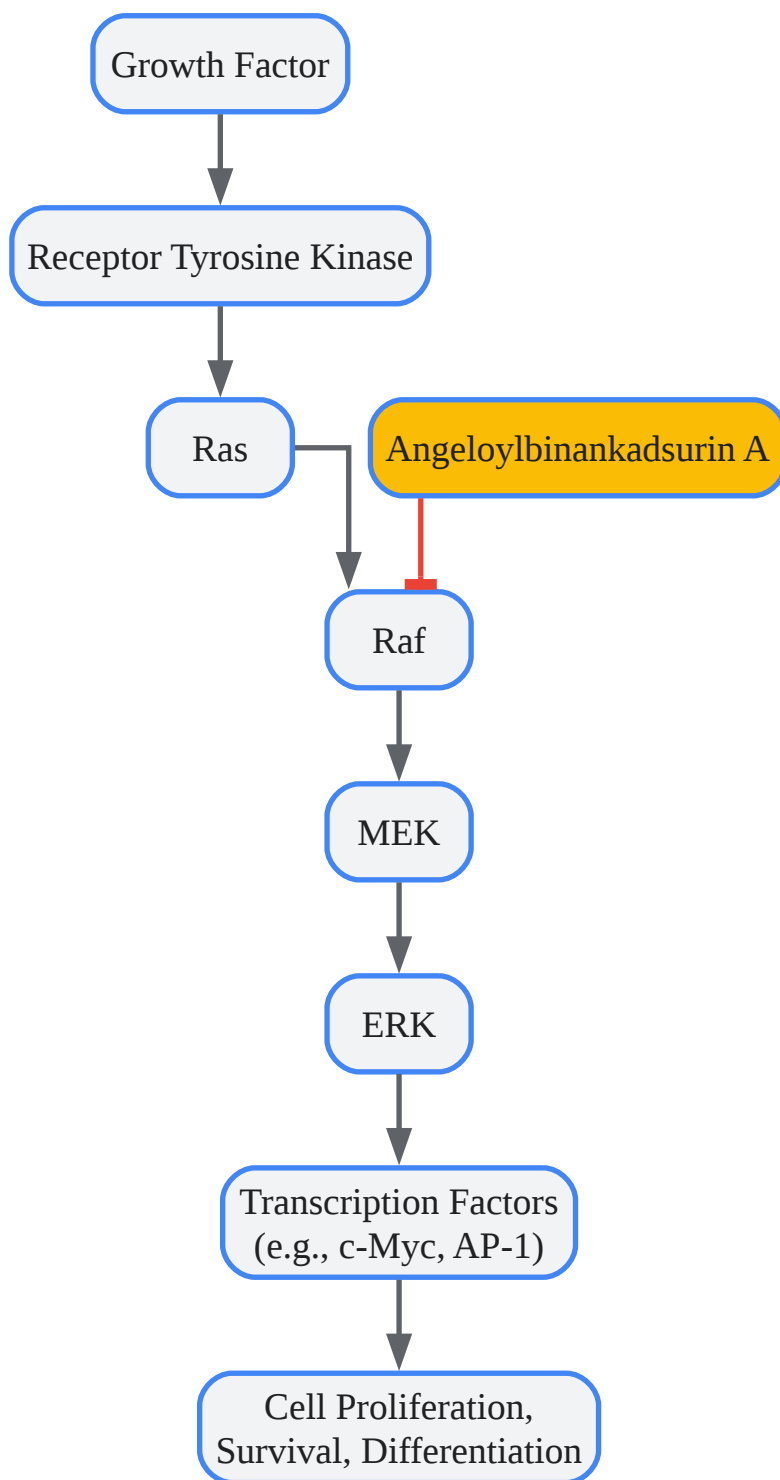 Growth Factor
Receptor Tyrosine Kinase
Ras
Angeloylbinankadsurin A
Raf
MEK
ERK
Transcription Factors
(e.g., c-Myc, AP-1)
Cell Proliferation,
Survival, Differentiation